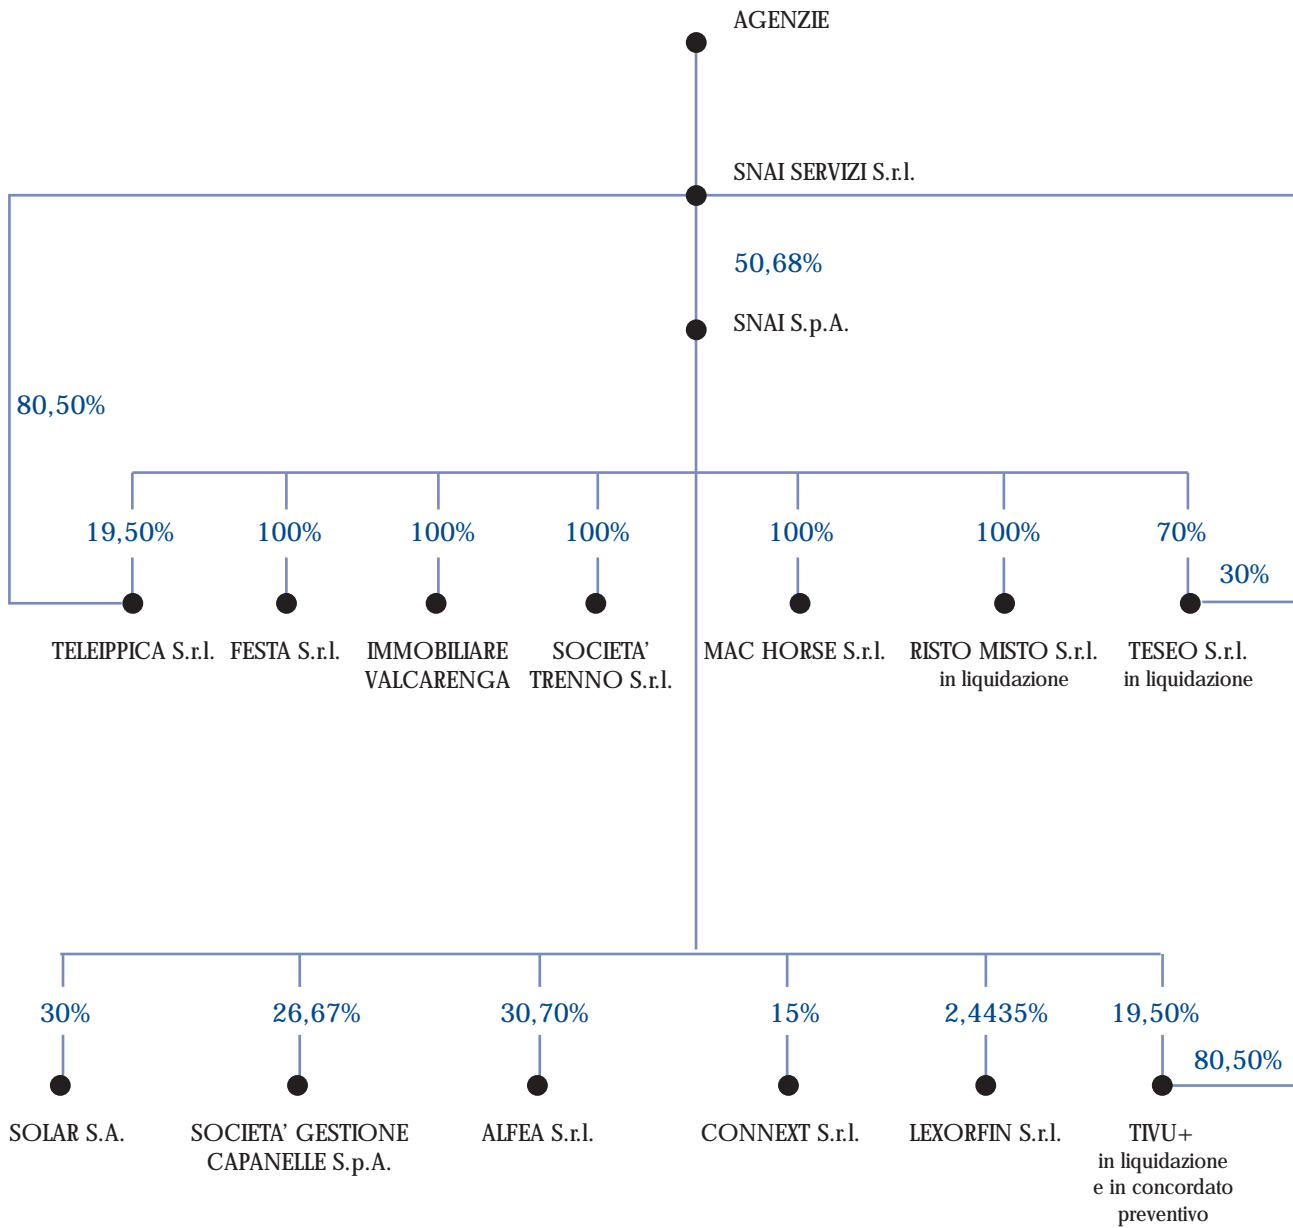 AGENZIE
SNAI SERVIZI S.r.l.
50,68%
SNAI S.p.A.
80,50%
19,50% 100% 100% 100% 100% 100% 70%
30%
TELEIPPICA S.r.l. FESTA S.r.l. IMMOBILIARE SOCIETA' MAC HORSE S.r.l. RISTO MISTO S.r.l. TESEO S.r.l.
VALCARENGA TRENNO S.r.l. in liquidazione in liquidazione
30% 26,67% 30,70% 15% 2,4435% 19,50%
80,50%
SOLAR S.A. SOCIETA' GESTIONE ALFEA S.r.l. CONNEXT S.r.l. LEXORFIN S.r.l. TIVU+
CAPANELLE S.p.A. in liquidazione
e in concordato
preventivo